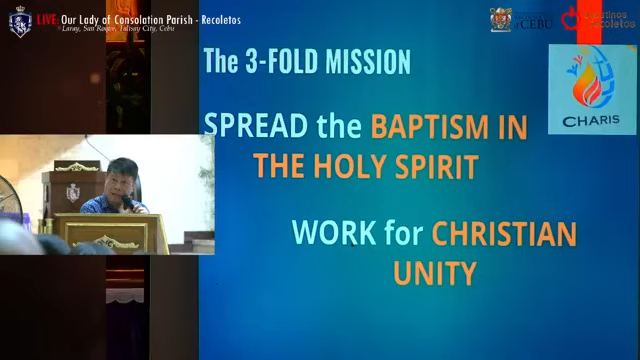 LIVE: Our Lady of Consolation Parish - Recoletos
Laray, San Roque, Talisay City, Cebu
of CEBU
Recoletos
The 3-FOLD MISSION
CHARIS
SPREAD the BAPTISM IN
THE HOLY SPIRIT
WORK for CHRISTIAN
UNITY